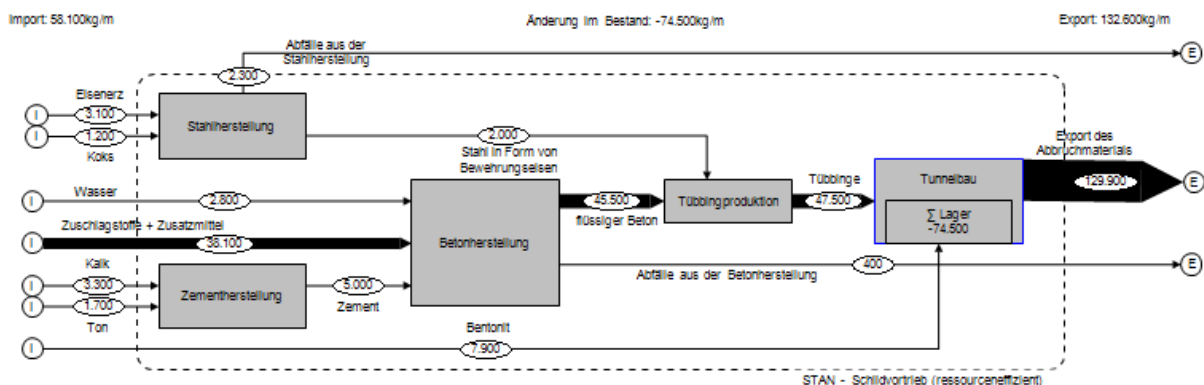 Import: 58.100kg/m
Änderung im Bestand: -74.500kg/m
Export: 132.600kg/m
Abfälle aus der
Stahlherstellung
2.300
E
Eisenerz
I
3.100
Stahlherstellung
I
1.200
Koks
2.000
Stahl in Form von
Bewehrungseisen
Export des
Abbruchmaterials
129.900
E
Wasser
I
2.800
45.500
flüssiger Beton
Tübbingproduktion
Tübbinge
47.500
Tunnelbau
∑ Lager
-74.500
Zuschlagstoffe + Zusatzmittel
I
38.100
Betonherstellung
Kalk
I
3.300
Zementherstellung
5.000
Zement
I
1.700
Ton
Abfälle aus der Betonherstellung
400
E
Bentonit
I
7.900
STAN - Schildvortrieb (ressourceneffizient)